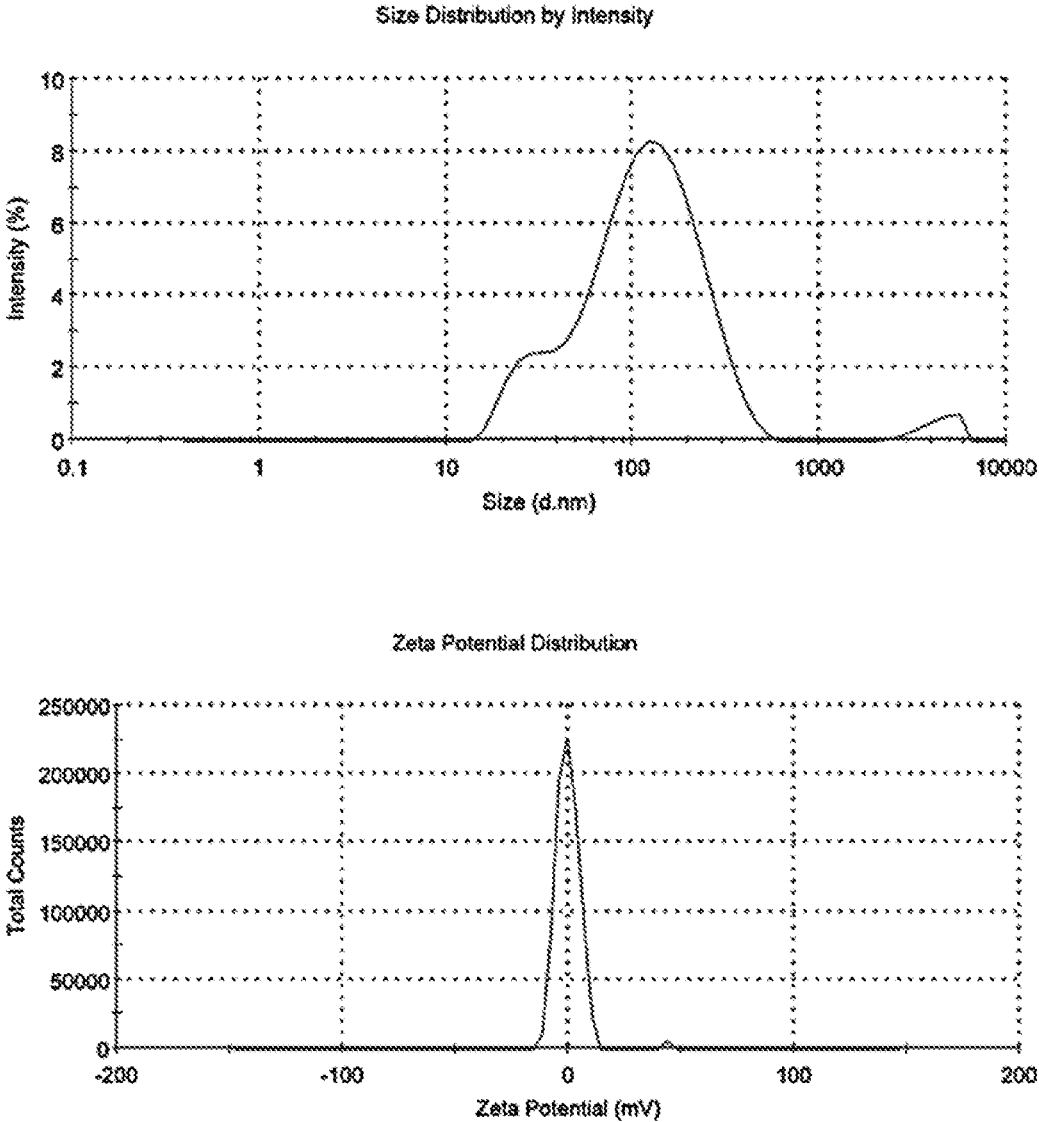 Size Distribution by Intensity
10
8
6
4
2
0
Intensity (%)
0.1 1 10 100 1000 10000
Size (d.nm)
Zeta Potential Distribution
250000
200000
150000
100000
50000
0
Total Counts
-200 -100 0 100 200
Zeta Potential (mV)